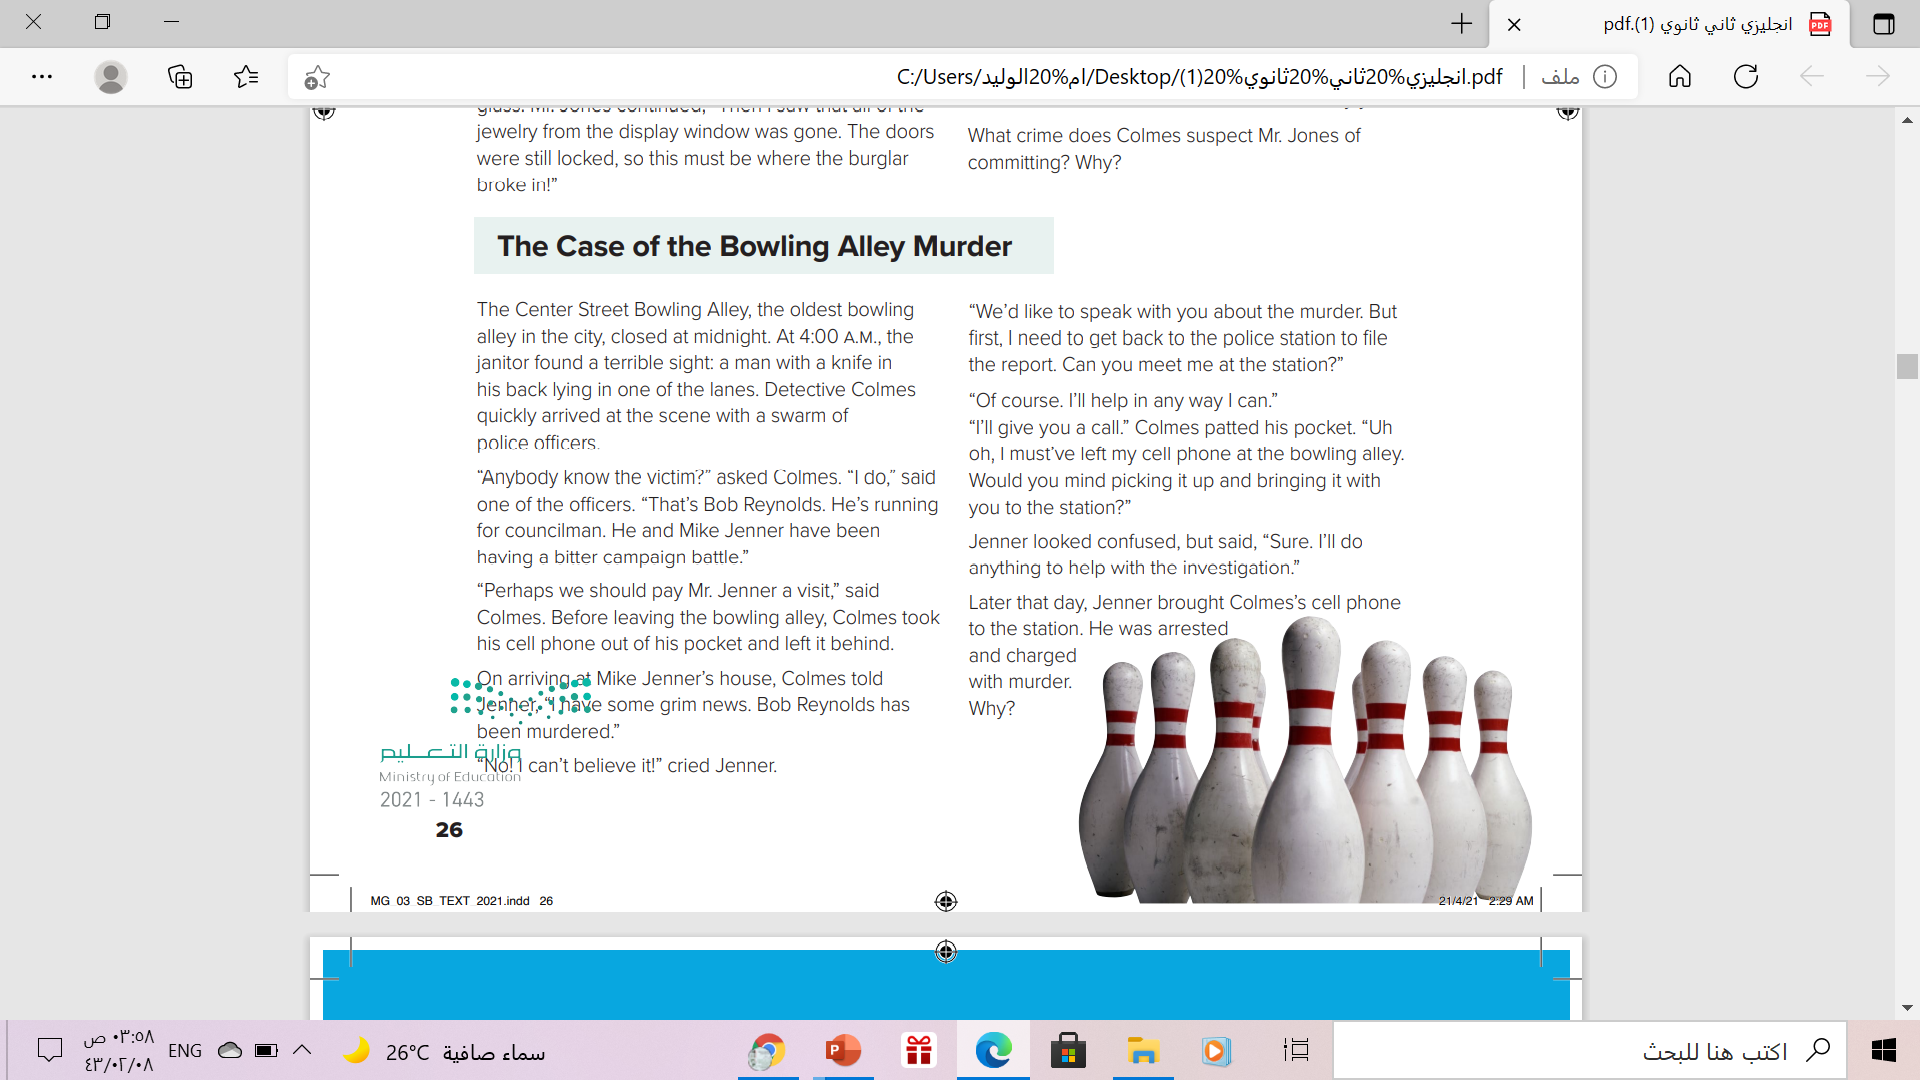 انجليزي ثاني ثانوي (1).pdf
ملف
C:/Users/ام%20الوليد/Desktop/انجليزي%20ثاني%20ثانوي%20(1).pdf
glass. Mr. Jones continued, “Then I saw that all of the
jewelry from the display window was gone. The doors
were still locked, so this must be where the burglar
broke in!”
What crime does Colmes suspect Mr. Jones of
committing? Why?
The Case of the Bowling Alley Murder
The Center Street Bowling Alley, the oldest bowling
alley in the city, closed at midnight. At 4:00 A.M., the
janitor found a terrible sight: a man with a knife in
his back lying in one of the lanes. Detective Colmes
quickly arrived at the scene with a swarm of
police officers.
“Anybody know the victim?” asked Colmes. “I do,” said
one of the officers. “That’s Bob Reynolds. He’s running
for councilman. He and Mike Jenner have been
having a bitter campaign battle.”
“Perhaps we should pay Mr. Jenner a visit,” said
Colmes. Before leaving the bowling alley, Colmes took
his cell phone out of his pocket and left it behind.
On arriving at Mike Jenner’s house, Colmes told
Jenner, “I have some grim news. Bob Reynolds has
been murdered.”
“No! I can’t believe it!” cried Jenner.
“We’d like to speak with you about the murder. But
first, I need to get back to the police station to file
the report. Can you meet me at the station?”
“Of course. I’ll help in any way I can.”
“I’ll give you a call.” Colmes patted his pocket. “Uh
oh, I must’ve left my cell phone at the bowling alley.
Would you mind picking it up and bringing it with
you to the station?”
Jenner looked confused, but said, “Sure. I’ll do
anything to help with the investigation.”
Later that day, Jenner brought Colmes’s cell phone
to the station. He was arrested
and charged
with murder.
Why?
وزارة التعليم
Ministry of Education
2021 - 1443
26
MG_03_SB_TEXT_2021.indd 26
21/4/21 2:29 AM
٠٣:٥٨ ص
٤٣/٠٢/٠٨
ENG
26°C سماء صافية
اكتب هنا للبحث